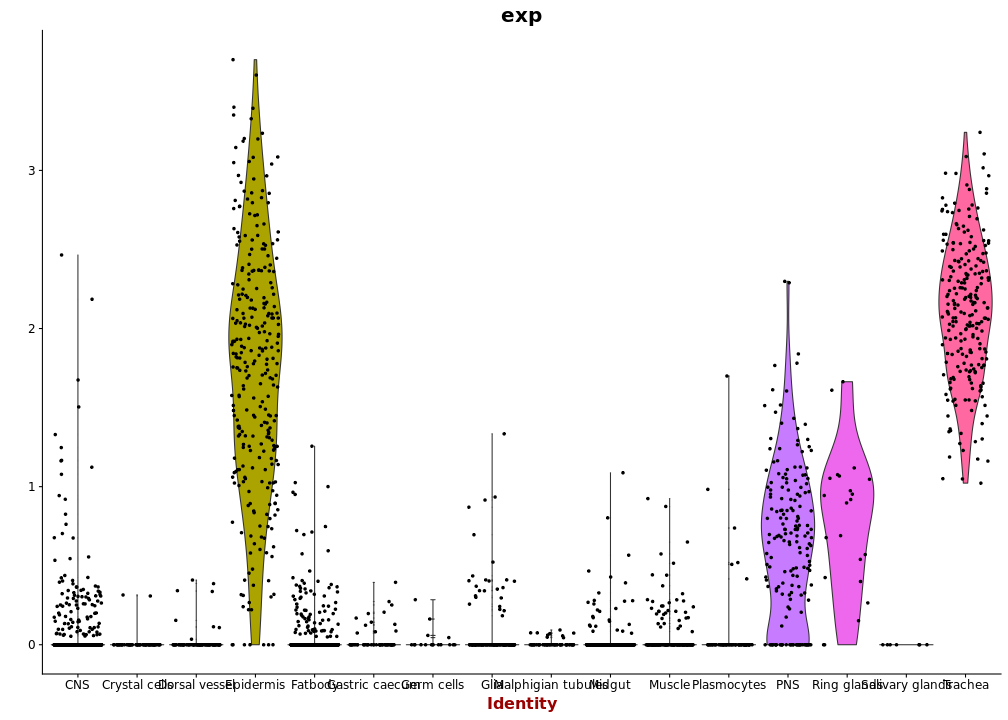 exp
3
2
1
0
CNS Crystal cells Dorsal vessel Epidermis Fatbody Gastric caecum Germ cells Glia Malphigian tubules Midgut Muscle Plasmocytes PNS Ring glands Salivary glands Trachea
Identity